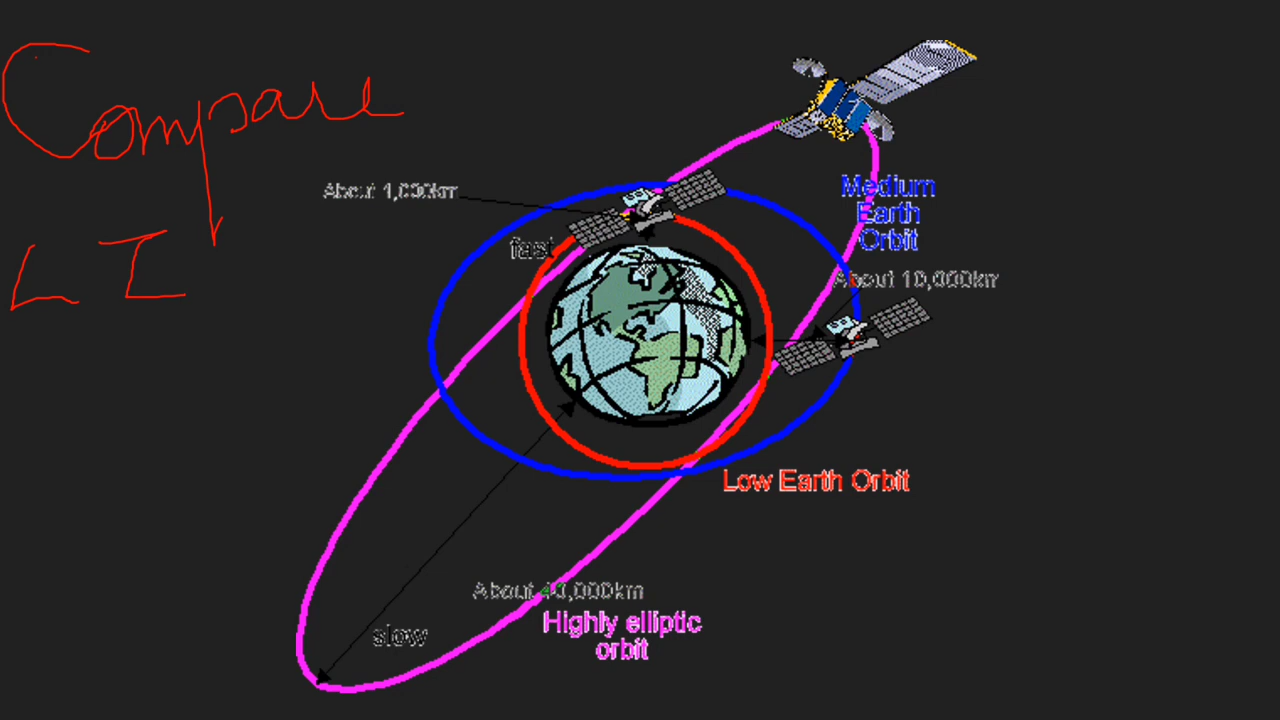 Compare
L I
About 1,000km
fast
Medium
Earth
Orbit
About 10,000km
Low Earth Orbit
About 40,000km
Highly elliptic
orbit
slow